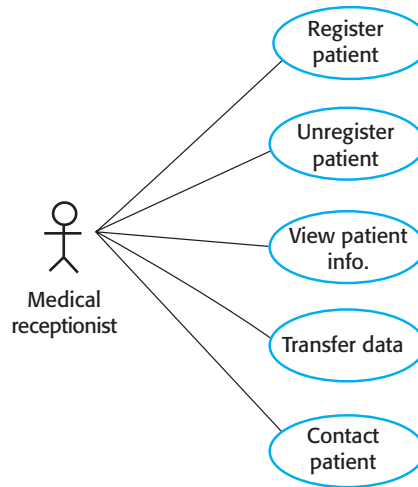 Register
patient
Unregister
patient
View patient
info.
Medical
receptionist
Transfer data
Contact
patient